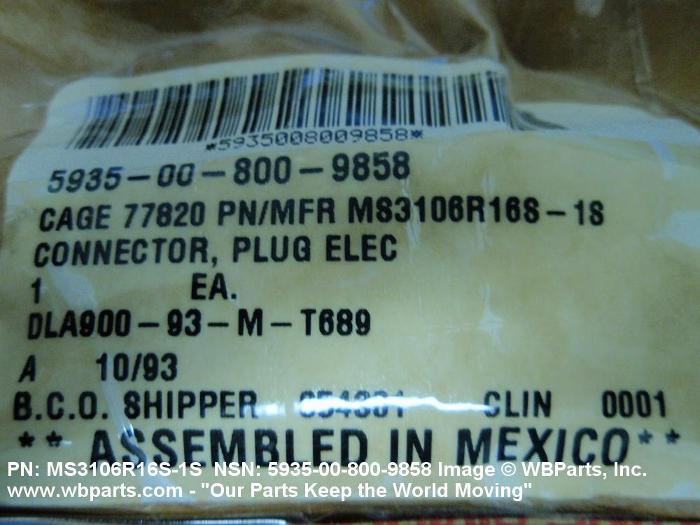 *5935008009858*
5935-00-800-9858
CAGE 77820 PN/MFR MS3106R16S-1S
CONNECTOR, PLUG ELEC
1 EA.
DLA900-93-M-T689
A 10/93
B.C.O. SHIPPER CLIN 0001
** ASSEMBLED IN MEXICO **
PN: MS3106R16S-1S NSN: 5935-00-800-9858 Image © WBParts, Inc.
www.wbparts.com - "Our Parts Keep the World Moving"